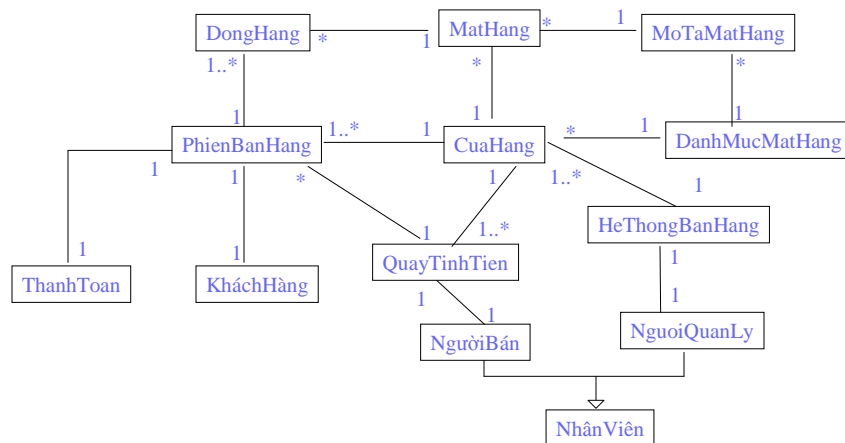 DongHang
*
1
MatHang
*
1
MoTaMatHang
1..*
*
*
1
1
1
PhienBanHang
1..*
1
CuaHang
*
1
DanhMucMatHang
1
1
*
1
1..*
1
1
1
1
1..*
HeThongBanHang
ThanhToan
KháchHàng
QuayTinhTien
1
1
1
1
NgườiBán
NguoiQuanLy
NhânViên